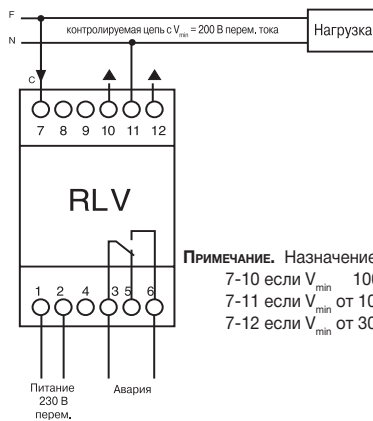 F
контролируемая цепь с Vmin = 200 В перем. тока
Нагрузка
N
C
7 8 9 10 11 12
RLV
ПРИМЕЧАНИЕ. Назначение
7-10 если Vmin 100
7-11 если Vmin от 10
7-12 если Vmin от 30
1 2 4 3 5 6
Питание
230 В
перем.
Авария